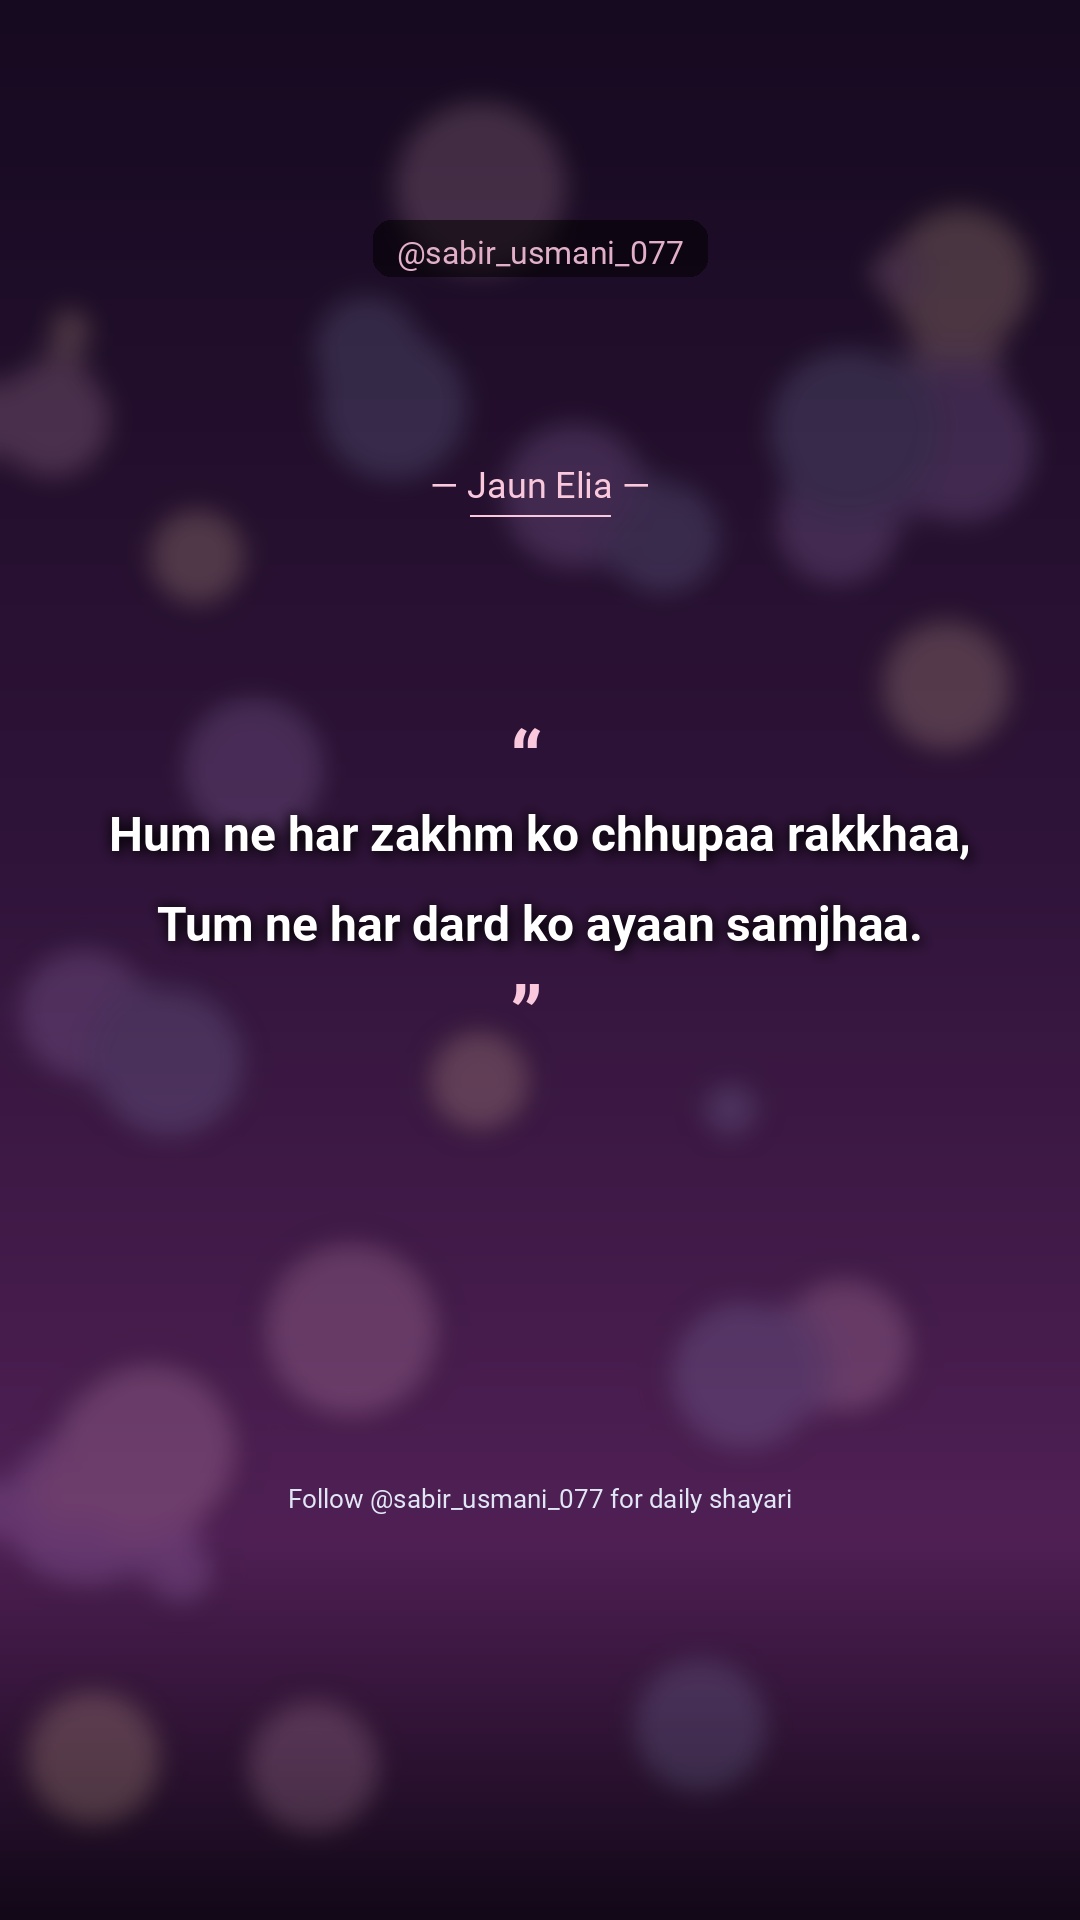 @sabir_usmani_077
— Jaun Elia —
“
Hum ne har zakhm ko chhupaa rakkhaa,
Tum ne har dard ko ayaan samjhaa.
”
Follow @sabir_usmani_077 for daily shayari